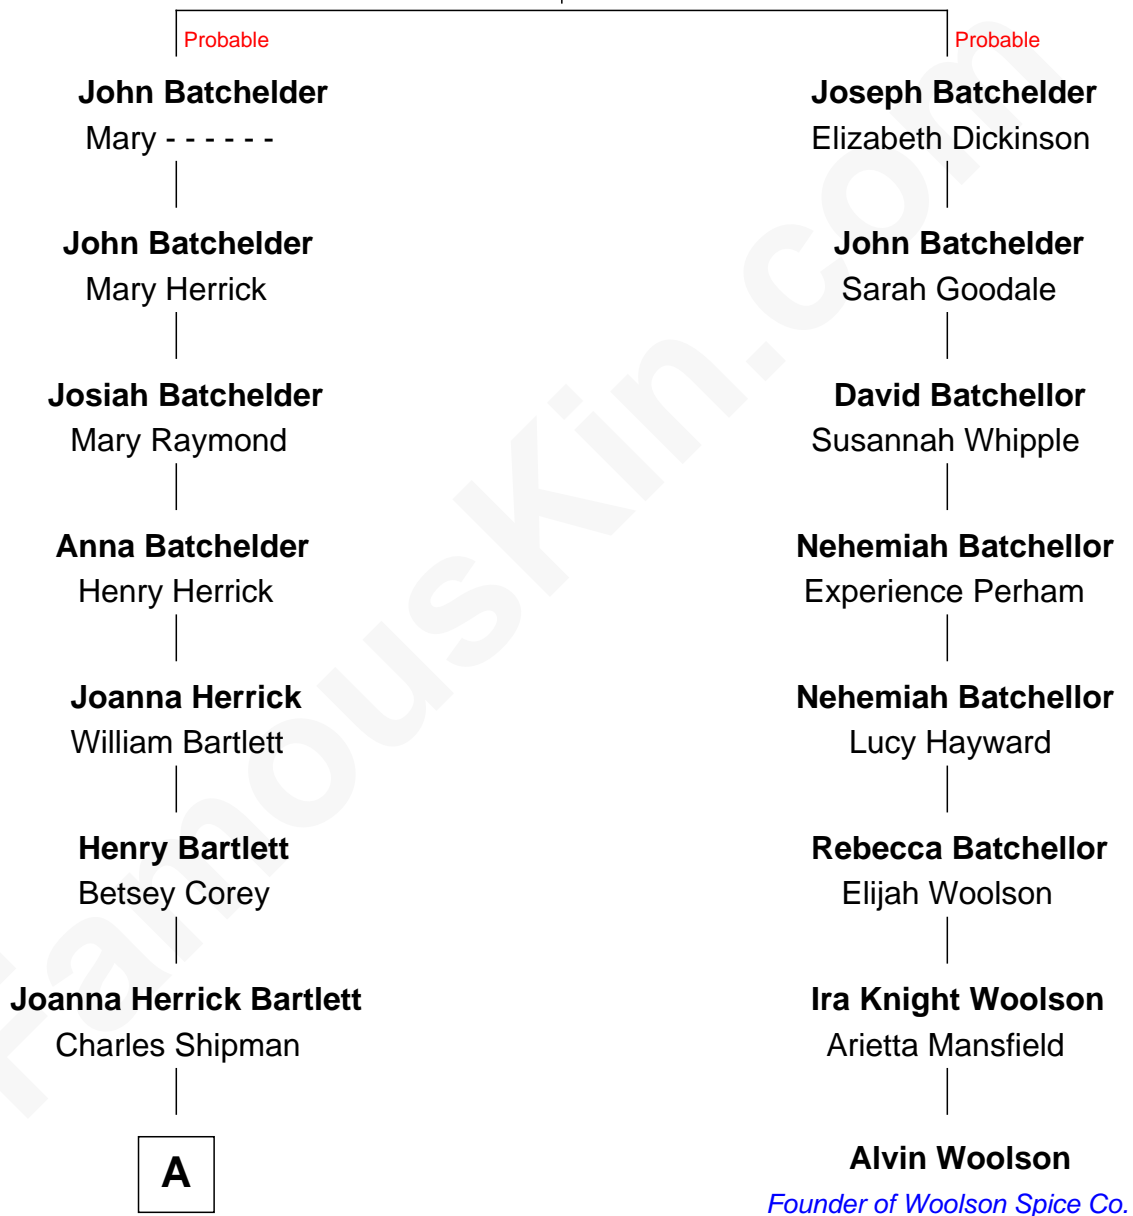 Probable
John Batchelder
Mary - - - - - -
John Batchelder
Mary Herrick
Josiah Batchelder
Mary Raymond
Anna Batchelder
Henry Herrick
Joanna Herrick
William Bartlett
Henry Bartlett
Betsey Corey
Joanna Herrick Bartlett
Charles Shipman
A
Probable
Joseph Batchelder
Elizabeth Dickinson
John Batchelder
Sarah Goodale
David Batchellor
Susannah Whipple
Nehemiah Batchellor
Experience Perham
Nehemiah Batchellor
Lucy Hayward
Rebecca Batchellor
Elijah Woolson
Ira Knight Woolson
Arietta Mansfield
Alvin Woolson
Founder of Woolson Spice Co.
FamousKin.com